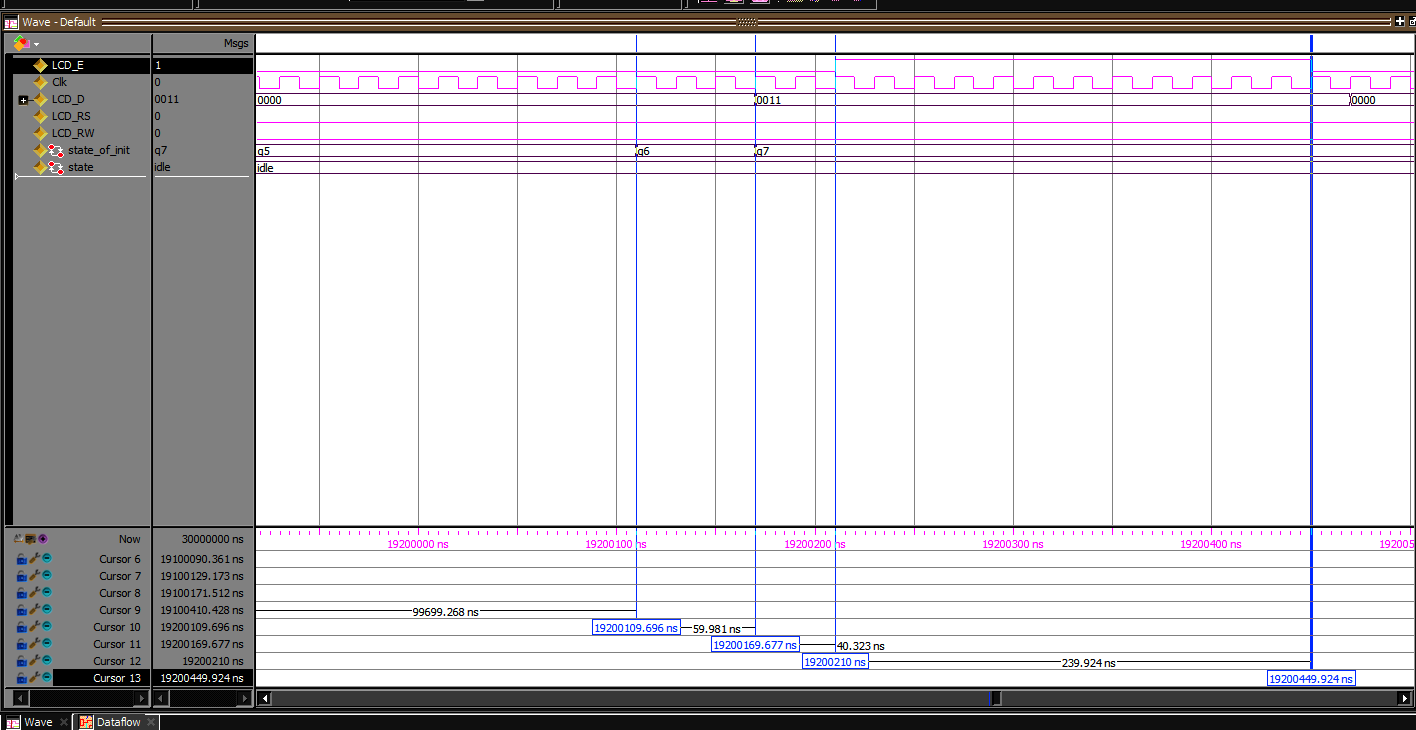 Wave - Default
Msgs
LCD_E 1
Clk 0
LCD_D 0011 0000 0011 0000
LCD_RS 0
LCD_RW 0
state_of_init q7 q5 q6 q7
state idle idle
Now 30000000 ns 19200000 ns 19200100 ns 19200200 ns 19200300 ns 19200400 ns 192005
Cursor 6 19100090.361 ns
Cursor 7 19100129.173 ns
Cursor 8 19100171.512 ns
Cursor 9 19100410.428 ns 99699.268 ns
Cursor 10 19200109.696 ns 19200109.696 ns 59.981 ns
Cursor 11 19200169.677 ns 19200169.677 ns 40.323 ns
Cursor 12 19200210 ns 19200210 ns 239.924 ns
Cursor 13 19200449.924 ns 19200449.924 ns
Wave Dataflow